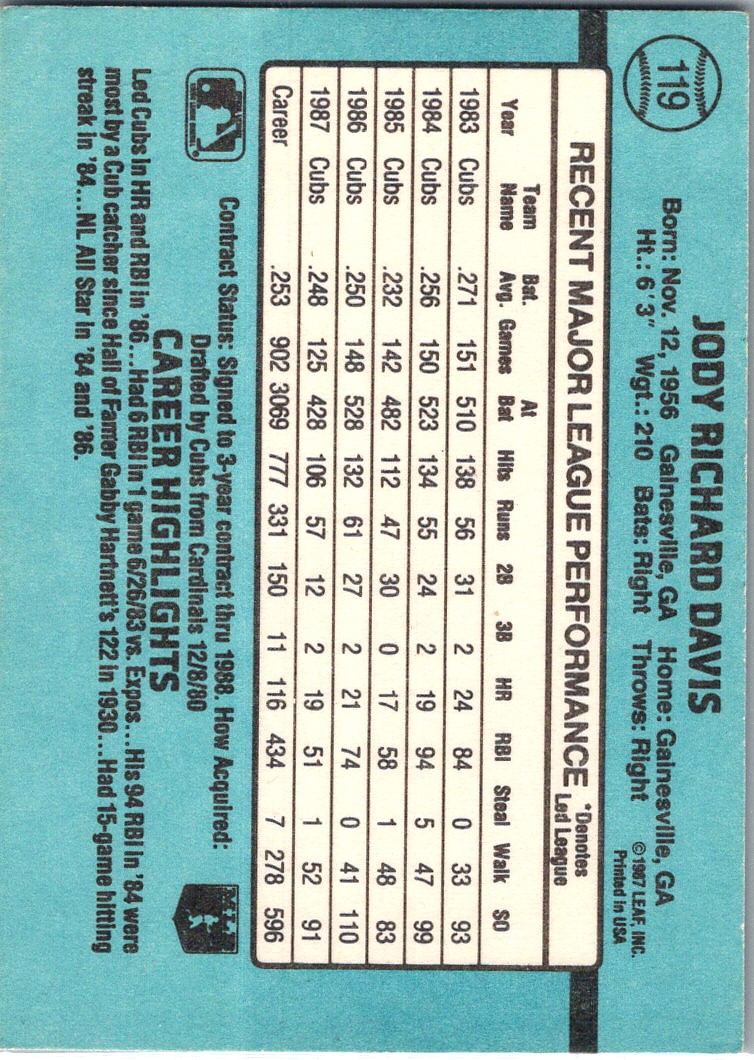 119
JODY RICHARD DAVIS
Born: Nov. 12, 1956 Gainesville, GA Home: Gainesville, GA
Ht.: 6' 3" Wgt.: 210 Bats: Right Throws: Right
©1987 LEAF, INC.
Printed in USA
RECENT MAJOR LEAGUE PERFORMANCE *Denotes Led League
Year Team Name Bat. Avg. Games At Bat Hits Runs 2B 3B HR RBI Steal Walk SO
1983 Cubs .271 151 510 138 56 31 2 24 84 0 33 93
1984 Cubs .256 150 523 134 55 24 2 19 94 5 47 99
1985 Cubs .232 142 482 112 47 30 0 17 58 1 48 83
1986 Cubs .250 148 528 132 61 27 2 21 74 0 41 110
1987 Cubs .248 125 428 106 57 12 2 19 51 1 52 91
Career .253 902 3069 777 331 150 11 116 434 7 278 596
Contract Status: Signed to 3-year contract thru 1988. How Acquired:
Drafted by Cubs from Cardinals 12/8/80
CAREER HIGHLIGHTS
Led Cubs in HR and RBI in '86...Had 6 RBI in 1 game 6/26/83 vs. Expos...His 94 RBI in '84 were
most by a Cub catcher since Hall of Famer Gabby Hartnett's 122 in 1930...Had 15-game hitting
streak in '84...NL All Star in '84 and '86.